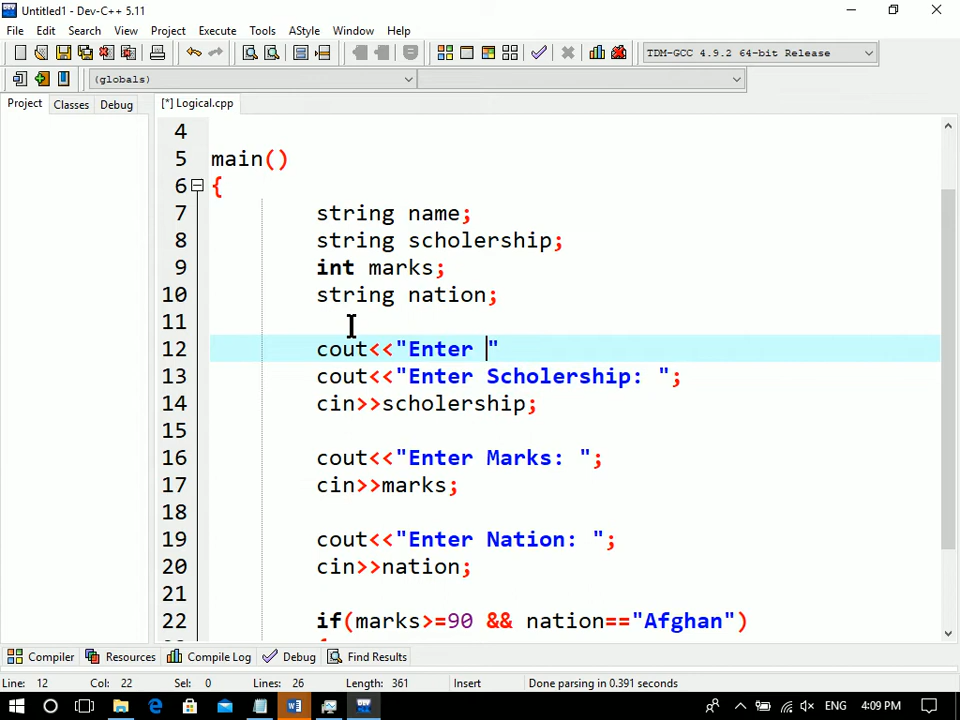 Untitled1 - Dev-C++ 5.11
File Edit Search View Project Execute Tools AStyle Window Help
TDM-GCC 4.9.2 64-bit Release
(globals)
Project Classes Debug [*] Logical.cpp
4
5 main()
6 {
7 string name;
8 string scholership;
9 int marks;
10 string nation;
11
12 cout<<"Enter "
13 cout<<"Enter Scholership: ";
14 cin>>scholership;
15
16 cout<<"Enter Marks: ";
17 cin>>marks;
18
19 cout<<"Enter Nation: ";
20 cin>>nation;
21
22 if(marks>=90 && nation=="Afghan")
Compiler Resources Compile Log Debug Find Results
Line: 12 Col: 22 Sel: 0 Lines: 26 Length: 361 Insert Done parsing in 0.391 seconds
ENG 4:09 PM